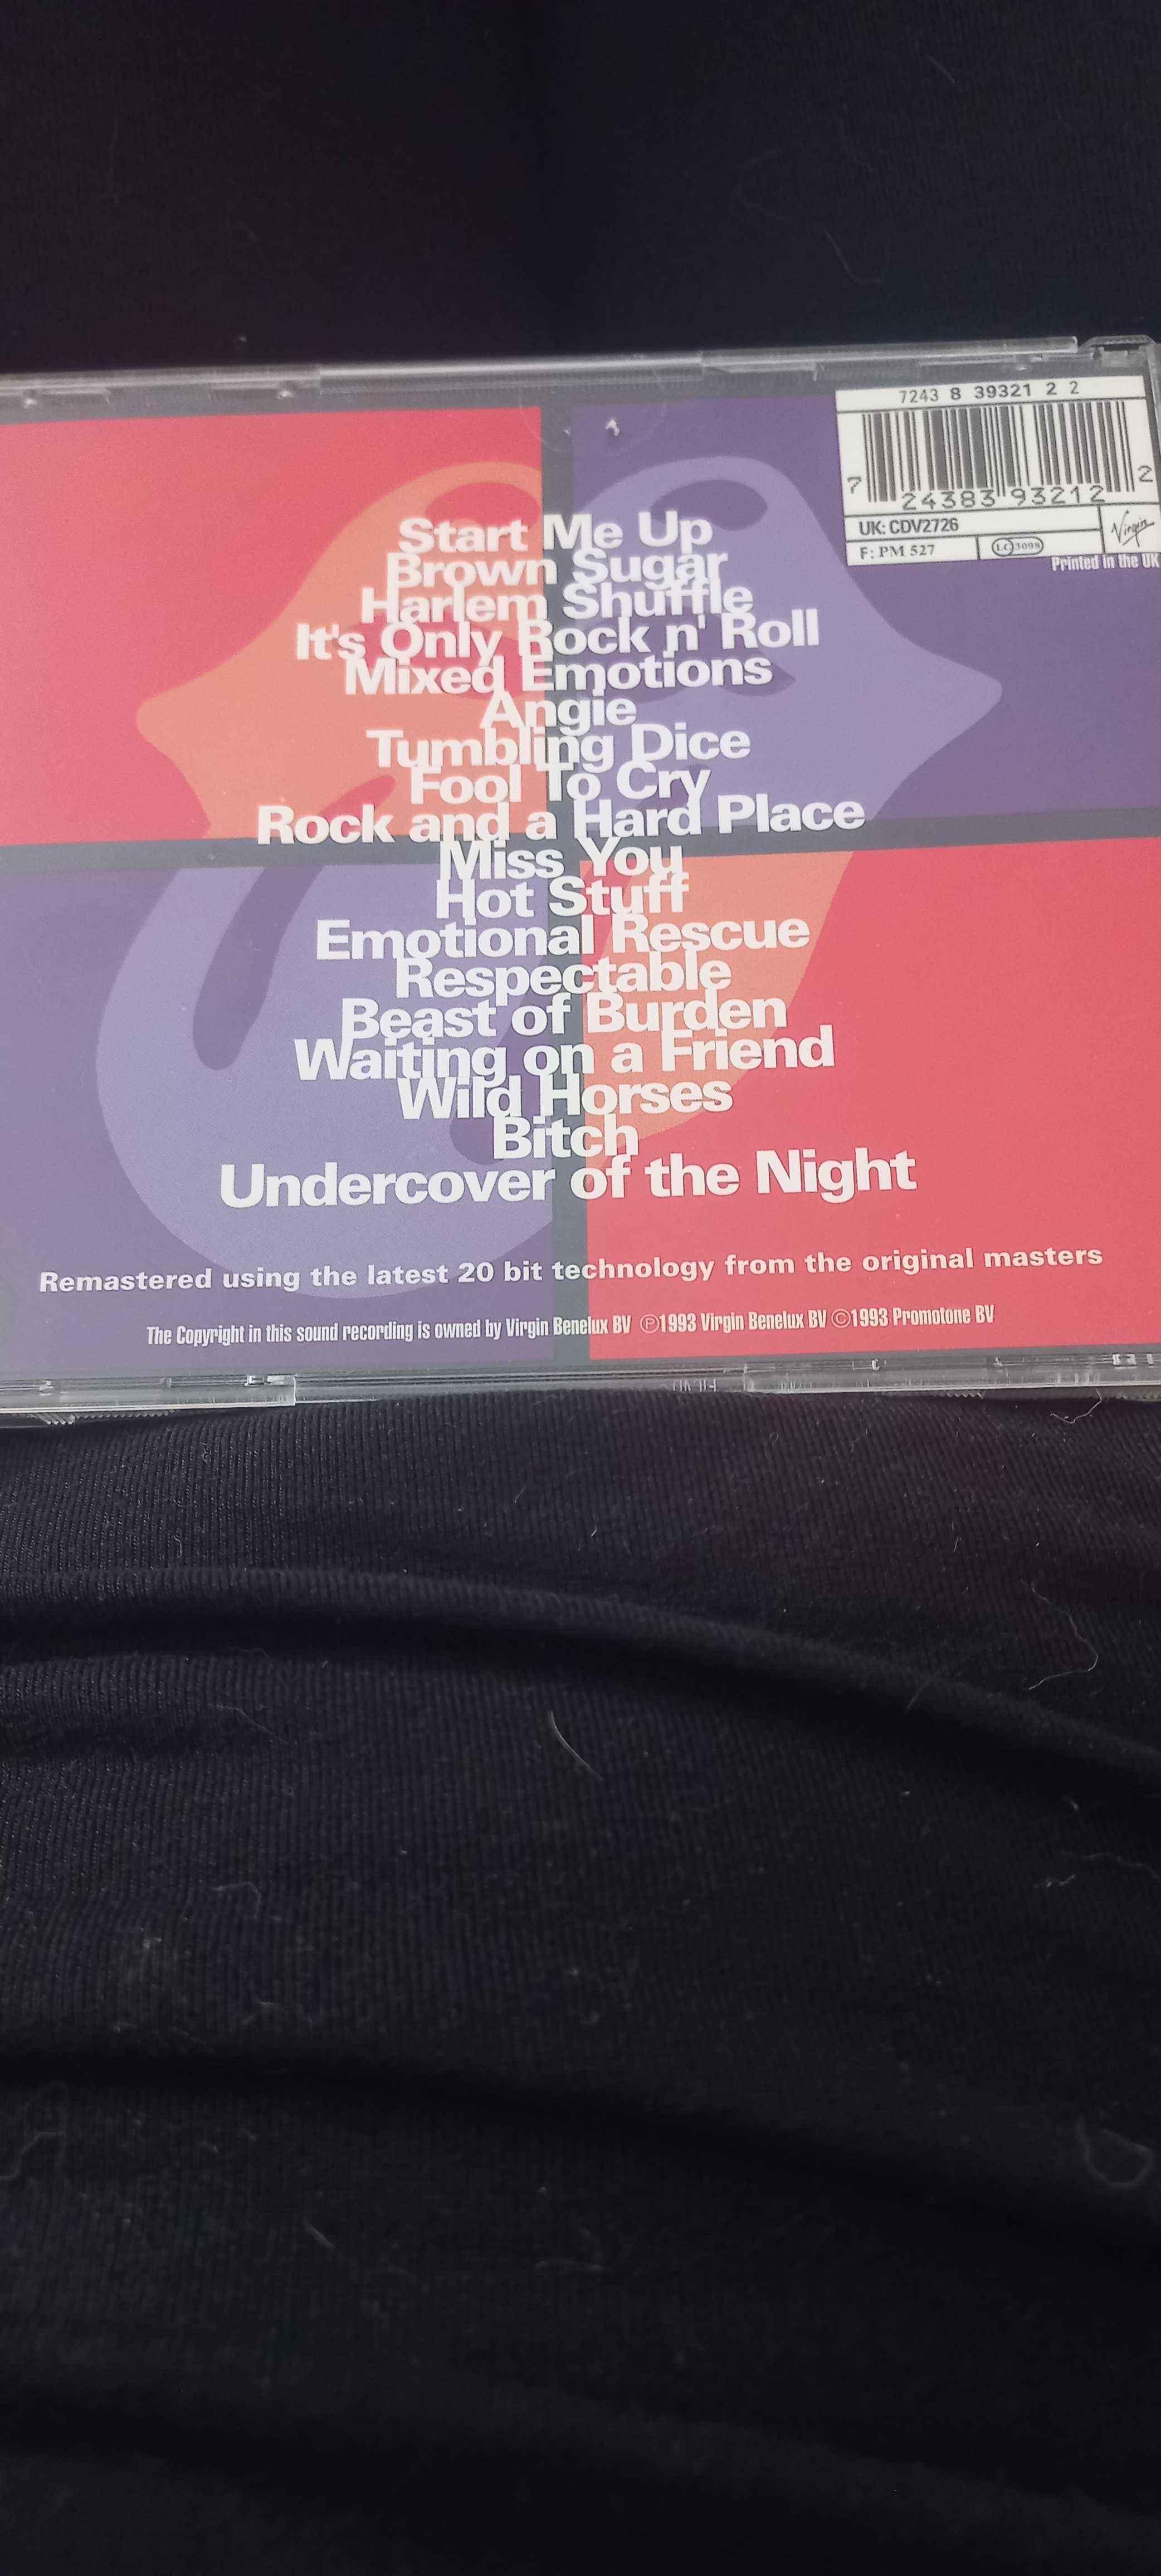 7243 8 39321 2 2
7 24383 93212 2
UK: CDV2726
F: PM 527
LC 3098
Virgin
Printed in the UK
Start Me Up
Brown Sugar
Harlem Shuffle
It's Only Rock n' Roll
Mixed Emotions
Angie
Tumbling Dice
Fool To Cry
Rock and a Hard Place
Miss You
Hot Stuff
Emotional Rescue
Respectable
Beast of Burden
Waiting on a Friend
Wild Horses
Bitch
Undercover of the Night
Remastered using the latest 20 bit technology from the original masters
The Copyright in this sound recording is owned by Virgin Benelux BV ℗1993 Virgin Benelux BV ©1993 Promotone BV